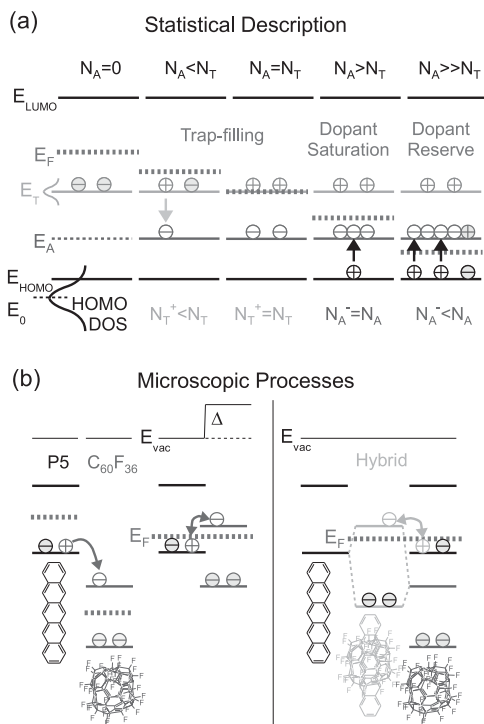 (a) Statistical Description
N_A=0 N_A<N_T N_A=N_T N_A>N_T N_A>>N_T
E_LUMO
E_F Trap-filling Dopant Saturation Dopant Reserve
E_T
E_A
E_HOMO
E_0 HOMO DOS N_T^+<N_T N_T^+=N_T N_A^-=N_A N_A^-<N_A
(b) Microscopic Processes
E_vac Δ E_vac
P5 C_60F_36 Hybrid
E_F E_F
F F F F F F F F F F